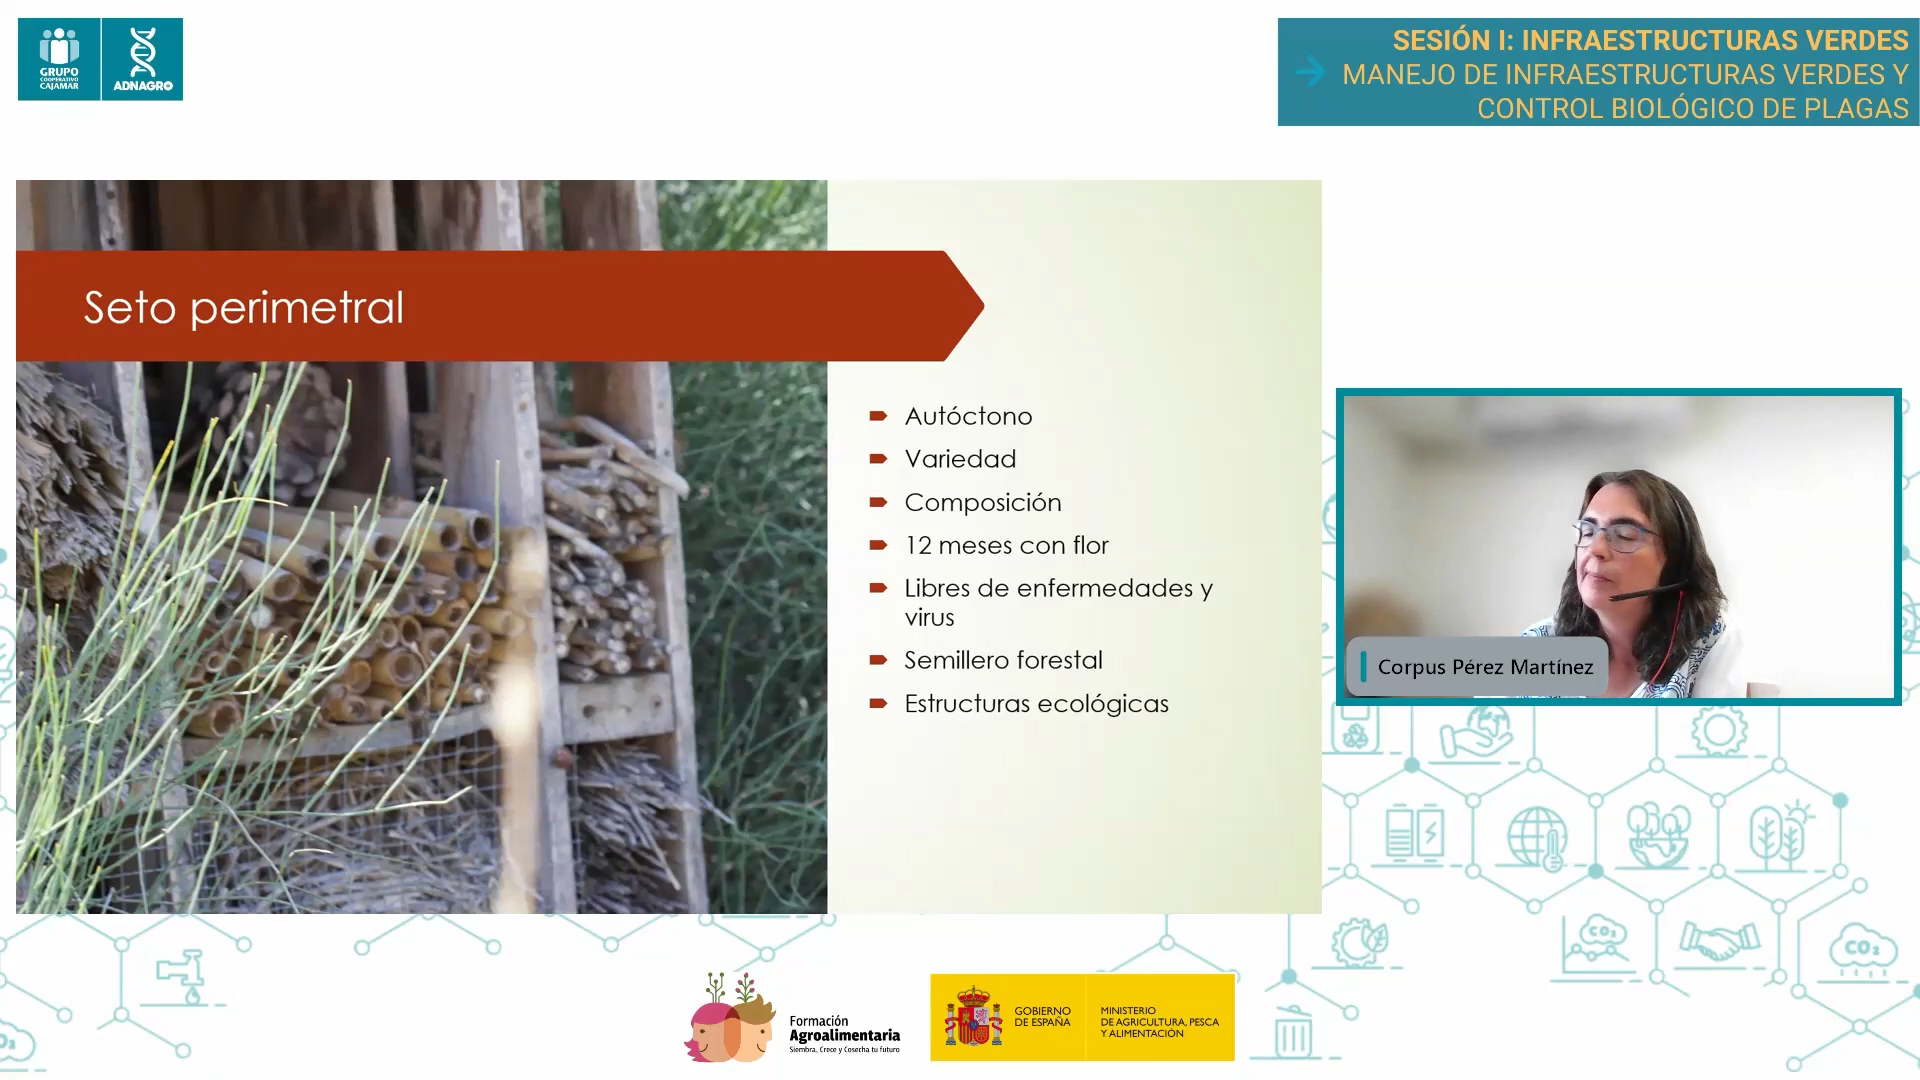 GRUPO
COOPERATIVO
CAJAMAR
ADNAGRO
SESIÓN I: INFRAESTRUCTURAS VERDES
MANEJO DE INFRAESTRUCTURAS VERDES Y
CONTROL BIOLÓGICO DE PLAGAS
Seto perimetral
Autóctono
Variedad
Composición
12 meses con flor
Libres de enfermedades y
virus
Semillero forestal
Estructuras ecológicas
Corpus Pérez Martínez
CO₂
CO₂
Formación
Agroalimentaria
Siembra, Crece y Cosecha tu futuro
GOBIERNO
DE ESPAÑA
MINISTERIO
DE AGRICULTURA, PESCA
Y ALIMENTACIÓN